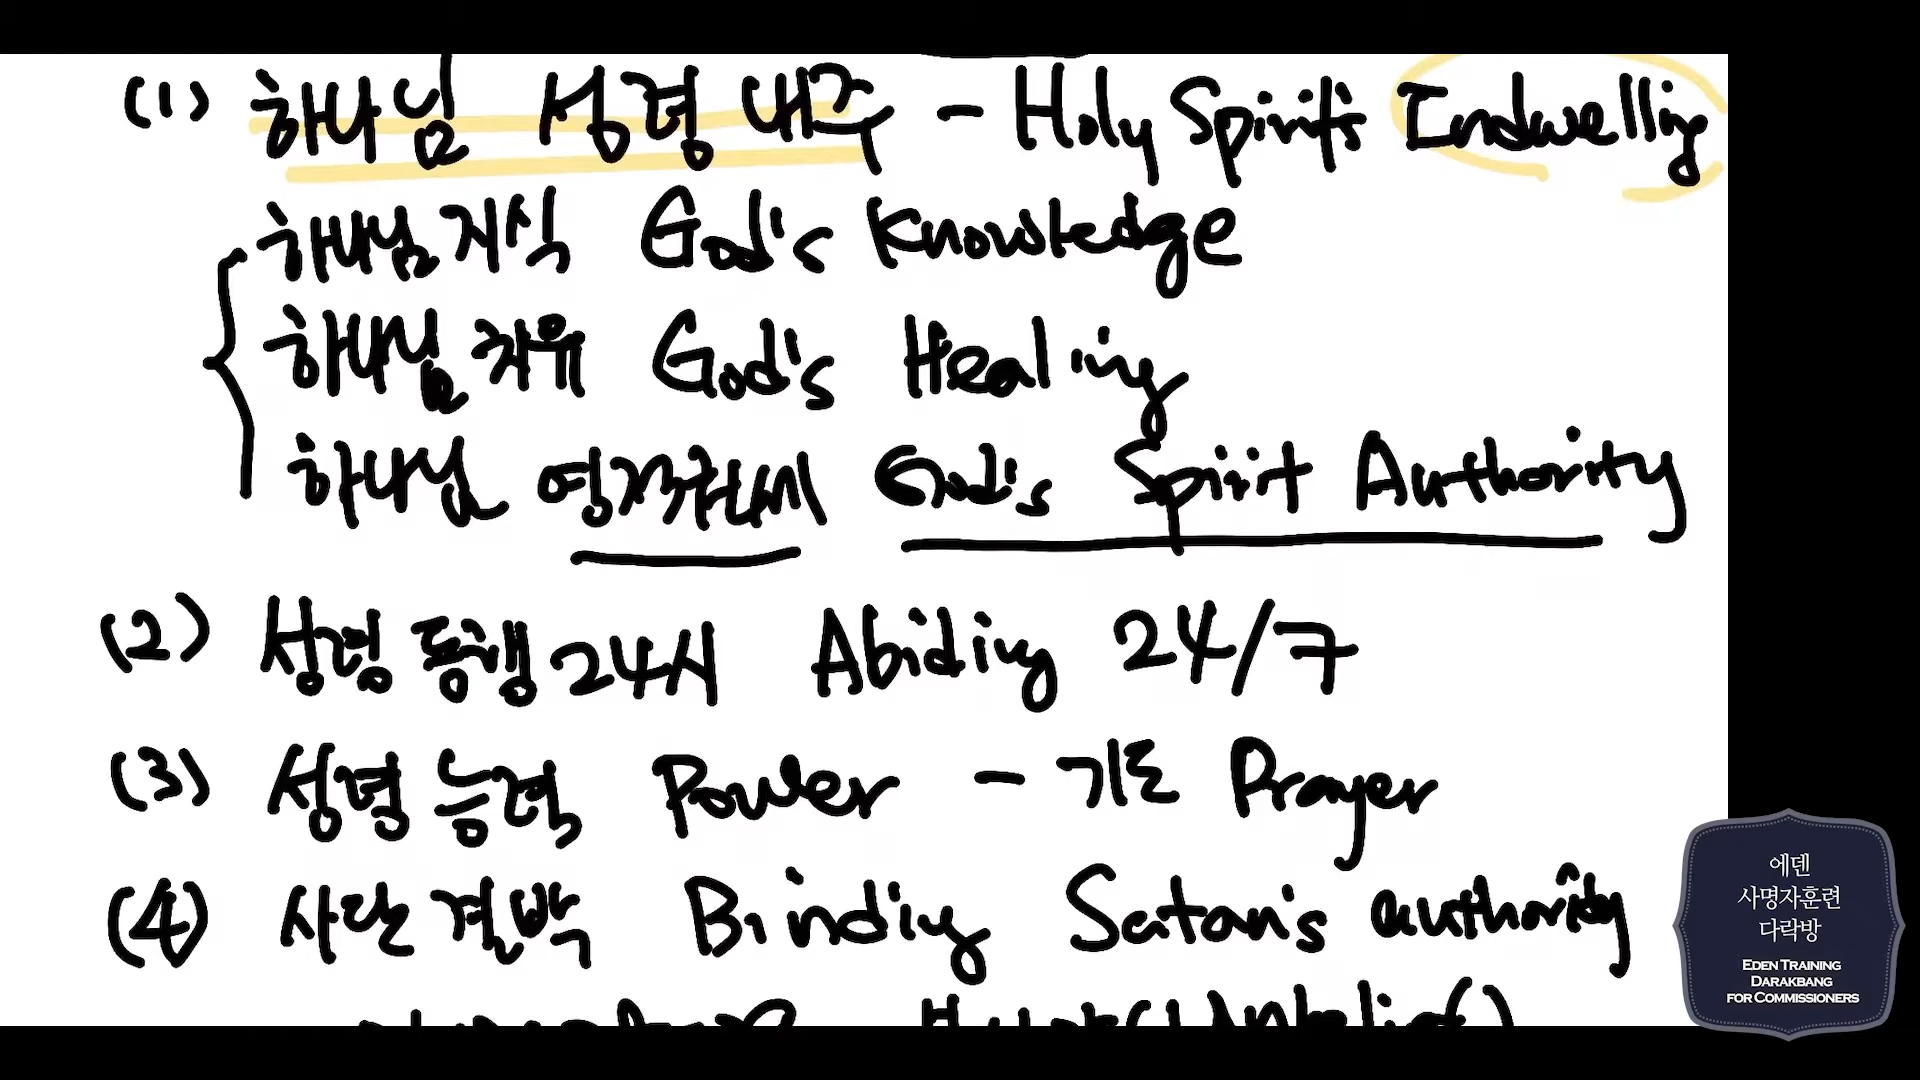 (1) 하나님 성령 내주 - Holy Spirit's Indwelling
하나님 지식 God's Knowledge
하나님 치유 God's Healing
하나님 영적권세 God's Spirit Authority
(2) 성령 동행 24시 Abiding 24/7
(3) 성령 능력 Power - 기도 Prayer
(4) 사단 결박 Binding Satan's authority
에덴
사명자훈련
다락방
EDEN TRAINING
DARAKBANG
FOR COMMISSIONERS